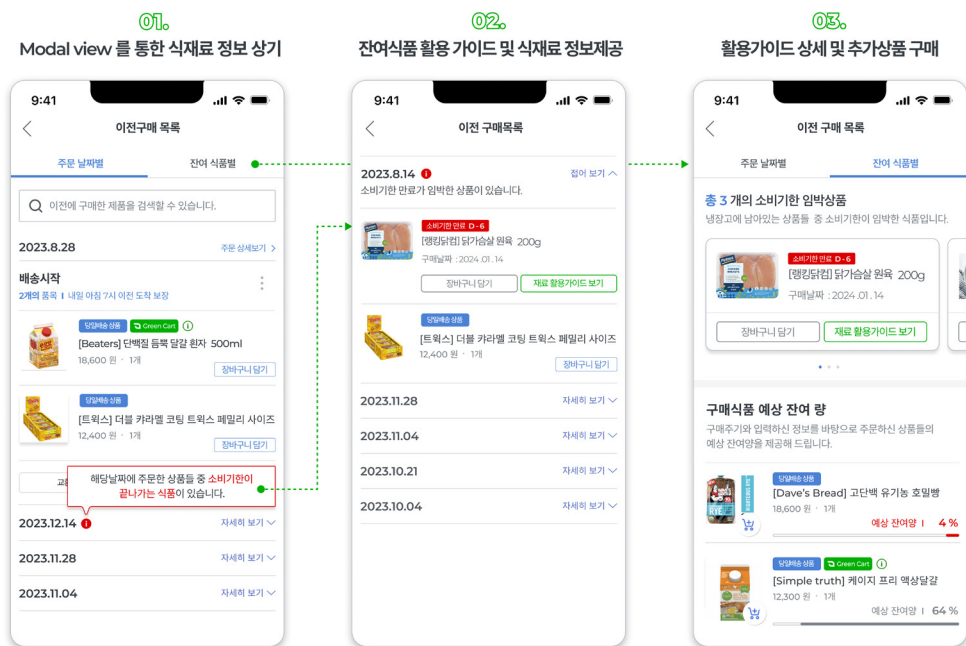 01.
Modal view 를 통한 식재료 정보 상기
9:41
이전구매 목록
주문 날짜별
잔여 식품별
이전에 구매한 제품을 검색할 수 있습니다.
2023.8.28
주문 상세보기 >
배송시작
2개의 품목 I 내일 아침 7시 이전 도착 보장
당일배송 상품
Green Cart
[Beaters] 단백질 듬뿍 달걀 흰자 500ml
18,600 원 · 1개
장바구니 담기
당일배송 상품
[트윅스] 더블 캬라멜 코팅 트윅스 페밀리 사이즈
12,400 원 · 1개
장바구니 담기
해당날짜에 주문한 상품들 중 소비기한이
끝나가는 식품이 있습니다.
2023.12.14
자세히 보기
2023.11.28
자세히 보기
2023.11.04
자세히 보기
02.
잔여식품 활용 가이드 및 식재료 정보제공
9:41
이전 구매목록
2023.8.14
접어 보기
소비기한 만료가 임박한 상품이 있습니다.
소비기한 만료 D - 6
[랭킹닭컴] 닭가슴살 원육 200g
구매날짜 : 2024 .01 .14
장바구니 담기
재료 활용가이드 보기
당일배송 상품
[트윅스] 더블 캬라멜 코팅 트윅스 페밀리 사이즈
12,400 원 · 1개
장바구니 담기
2023.11.28
자세히 보기
2023.11.04
자세히 보기
2023.10.21
자세히 보기
2023.10.04
자세히 보기
03.
활용가이드 상세 및 추가상품 구매
9:41
이전 구매 목록
주문 날짜별
잔여 식품별
총 3 개의 소비기한 임박상품
냉장고에 남아있는 상품들 중 소비기한이 임박한 식품입니다.
소비기한 만료 D - 6
[랭킹닭컴] 닭가슴살 원육 200g
구매날짜 : 2024 .01 .14
장바구니 담기
재료 활용가이드 보기
구매식품 예상 잔여 량
구매주기와 입력하신 정보를 바탕으로 주문하신 상품들의
예상 잔여양을 제공해 드립니다.
당일배송 상품
[Dave's Bread] 고단백 유기농 호밀빵
18,600 원 · 1개
예상 잔여양 I 4 %
당일배송 상품
Green Cart
[Simple truth] 케이지 프리 액상달걀
12,300 원 · 1개
예상 잔여양 I 64 %